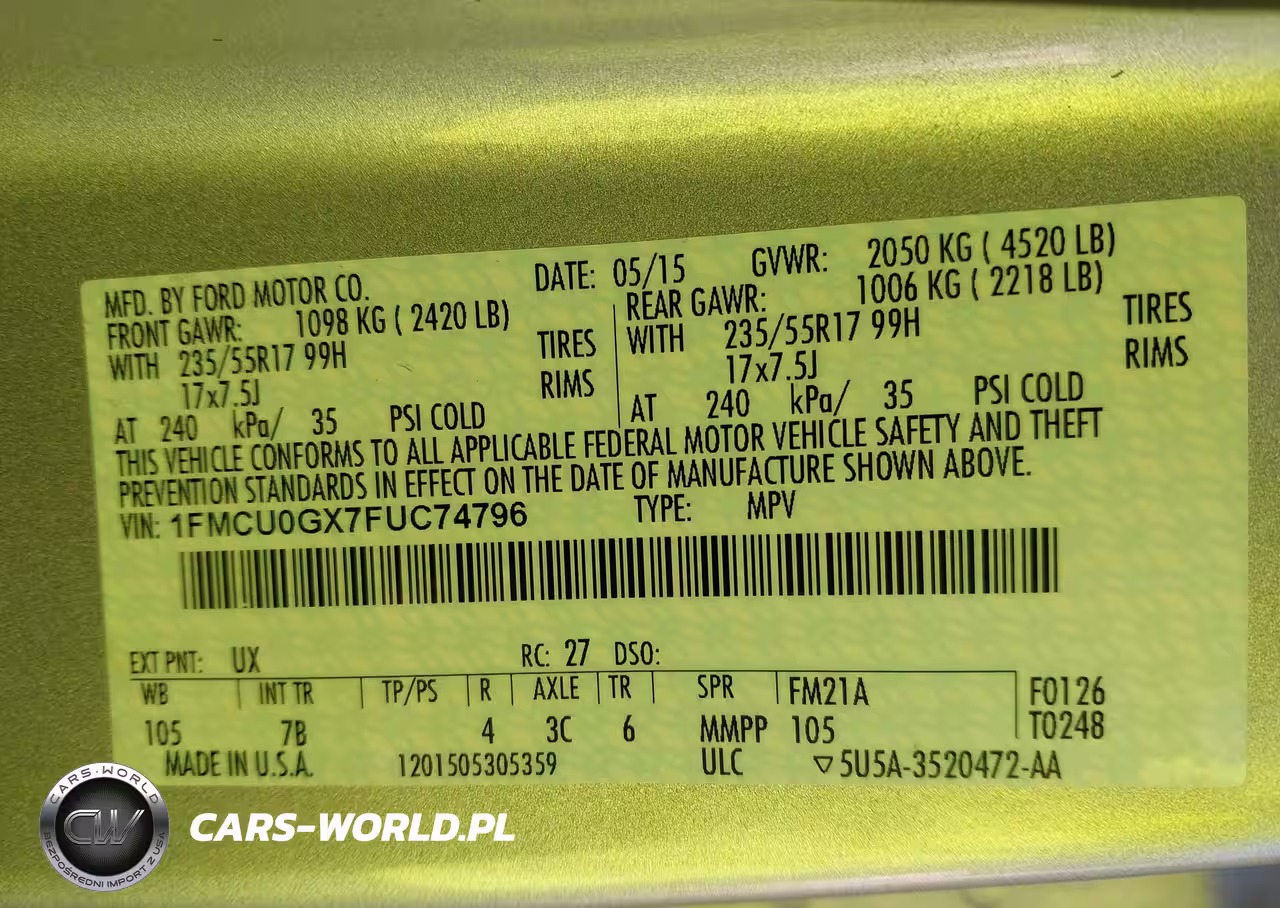 MFD. BY FORD MOTOR CO. DATE: 05/15 GVWR: 2050 KG ( 4520 LB)
FRONT GAWR: 1098 KG ( 2420 LB) REAR GAWR: 1006 KG ( 2218 LB)
WITH 235/55R17 99H TIRES WITH 235/55R17 99H TIRES
17x7.5J RIMS 17x7.5J RIMS
AT 240 kPa/ 35 PSI COLD AT 240 kPa/ 35 PSI COLD
THIS VEHICLE CONFORMS TO ALL APPLICABLE FEDERAL MOTOR VEHICLE SAFETY AND THEFT
PREVENTION STANDARDS IN EFFECT ON THE DATE OF MANUFACTURE SHOWN ABOVE.
VIN: 1FMCU0GX7FUC74796 TYPE: MPV
EXT PNT: UX RC: 27 DSO:
WB INT TR TP/PS R AXLE TR SPR FM21A F0126
105 7B 4 3C 6 MMPP 105 T0248
MADE IN U.S.A. 1201505305359 ULC ▽5U5A-3520472-AA
CARS-WORLD
CW
BEZPOŚREDNI IMPORT Z USA
CARS-WORLD.PL